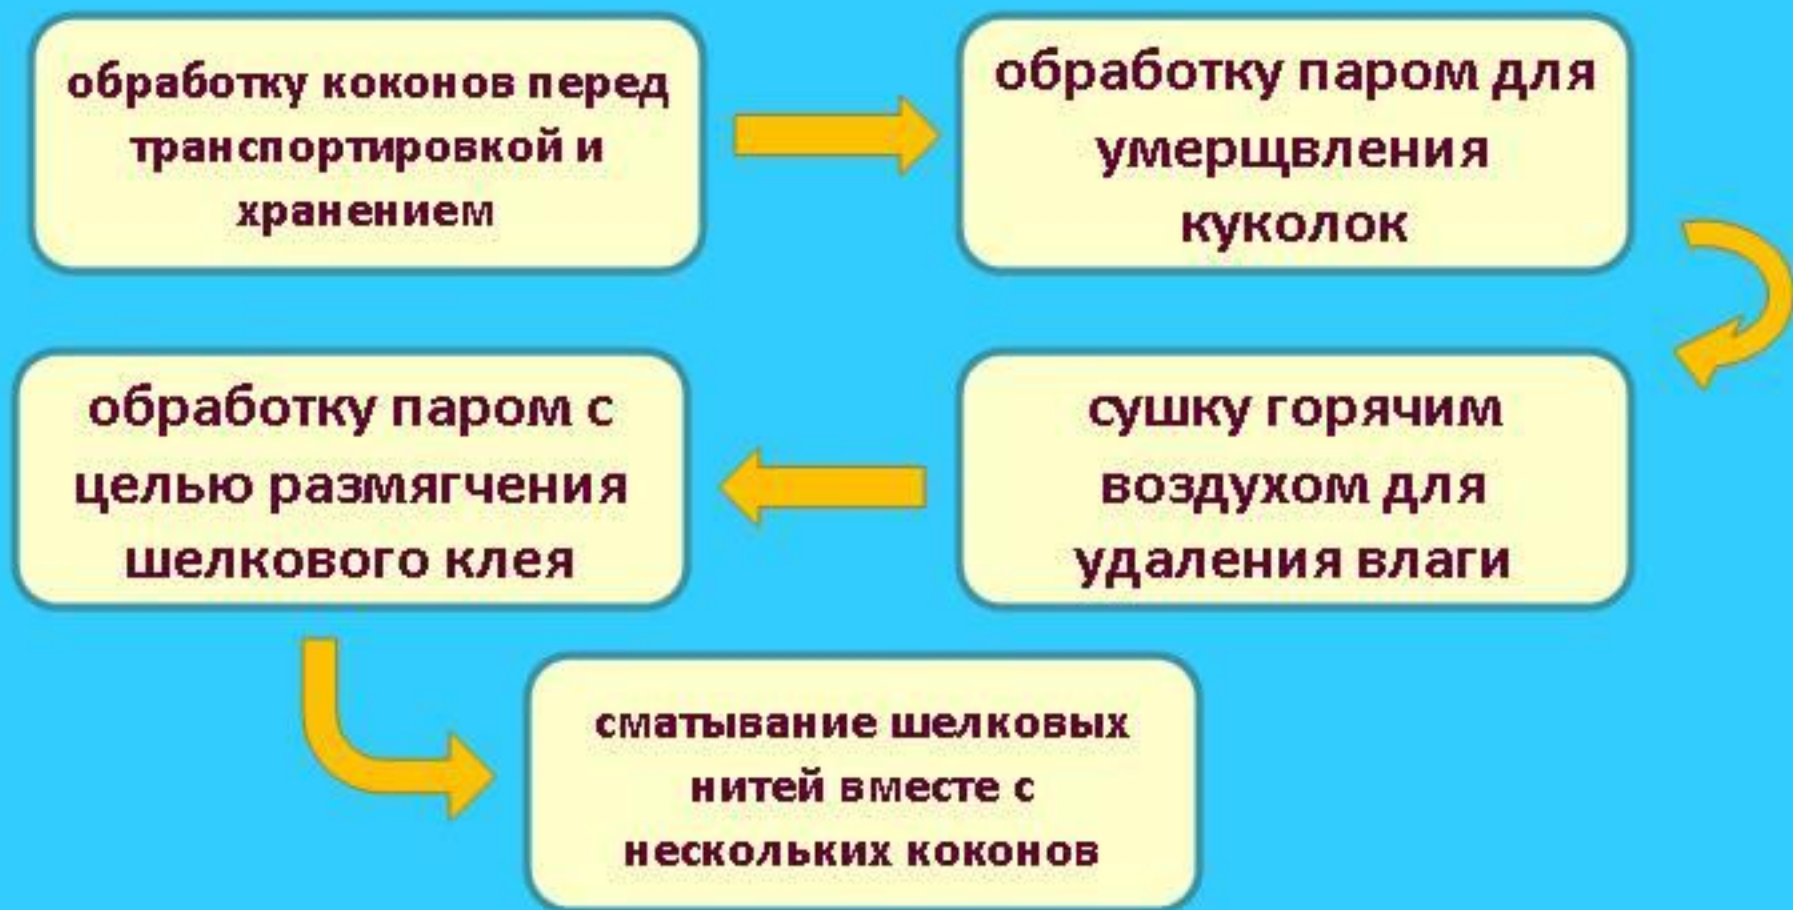 обработку коконов перед
транспортировкой и
хранением
обработку паром для
умерщвления
куколок
сушку горячим
воздухом для
удаления влаги
обработку паром с
целью размягчения
шелкового клея
сматывание шелковых
нитей вместе с
нескольких коконов